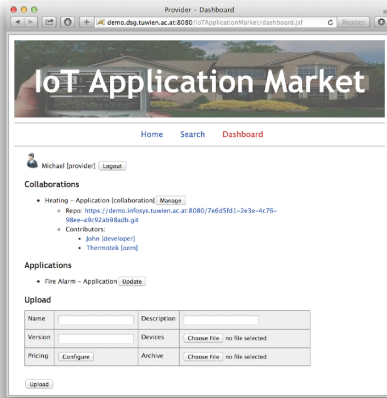 Provider – Dashboard
demo.dsg.tuwien.ac.at:8080/IoTApplicationMarket/dashboard.jsf
Reader
IoT Application Market
Home Search Dashboard
Michael [provider] Logout
Collaborations
Heating – Application [collaboration] Manage
Repo: https://demo.infosys.tuwien.ac.at:8080/7e6d5fd1-2e3e-4c76-
98ee-a9c92ab98adb.git
Contributors:
John [developer]
Thermotek [oem]
Applications
Fire Alarm – Application Update
Upload
Name Description
Version Devices Choose File no file selected
Pricing Configure Archive Choose File no file selected
Upload